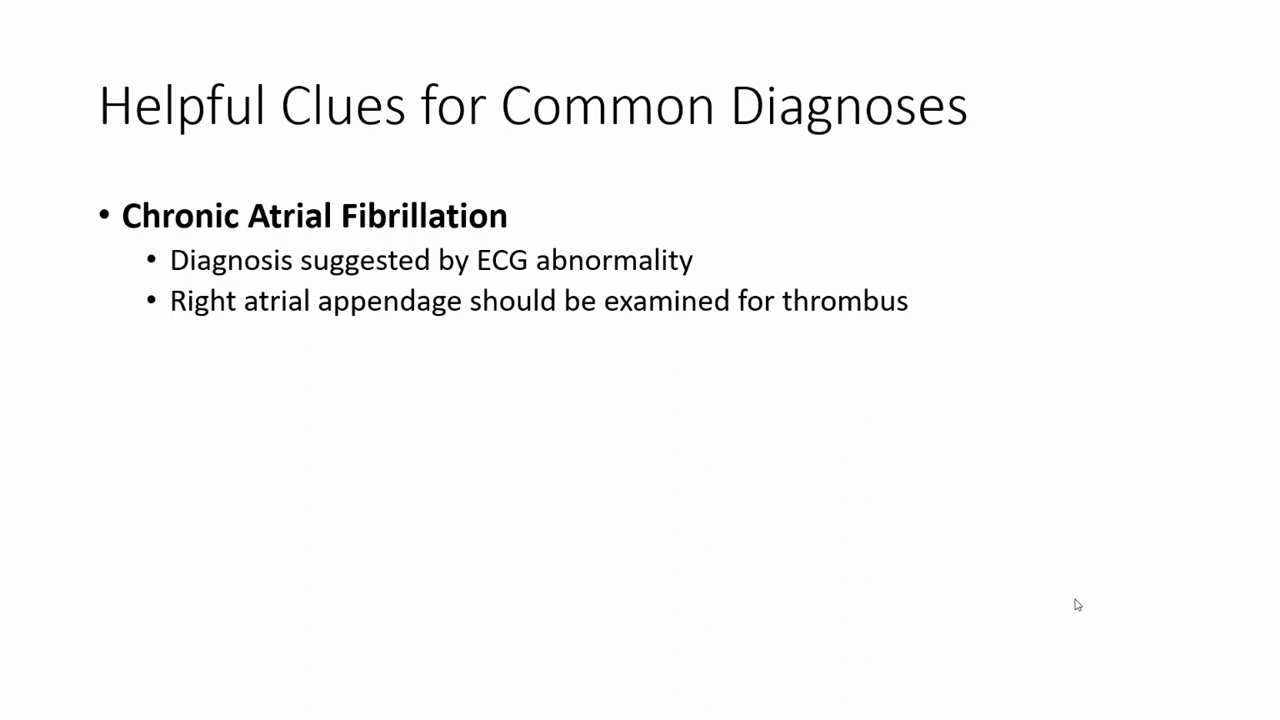 Helpful Clues for Common Diagnoses
• Chronic Atrial Fibrillation
• Diagnosis suggested by ECG abnormality
• Right atrial appendage should be examined for thrombus